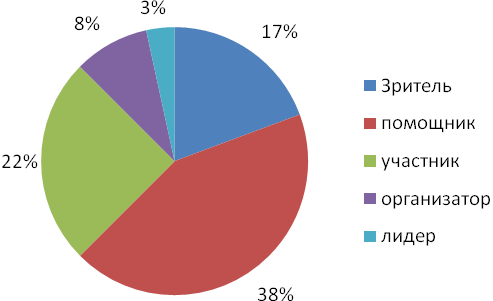 3%
8%
17%
22%
38%
Зритель
помощник
участник
организатор
лидер